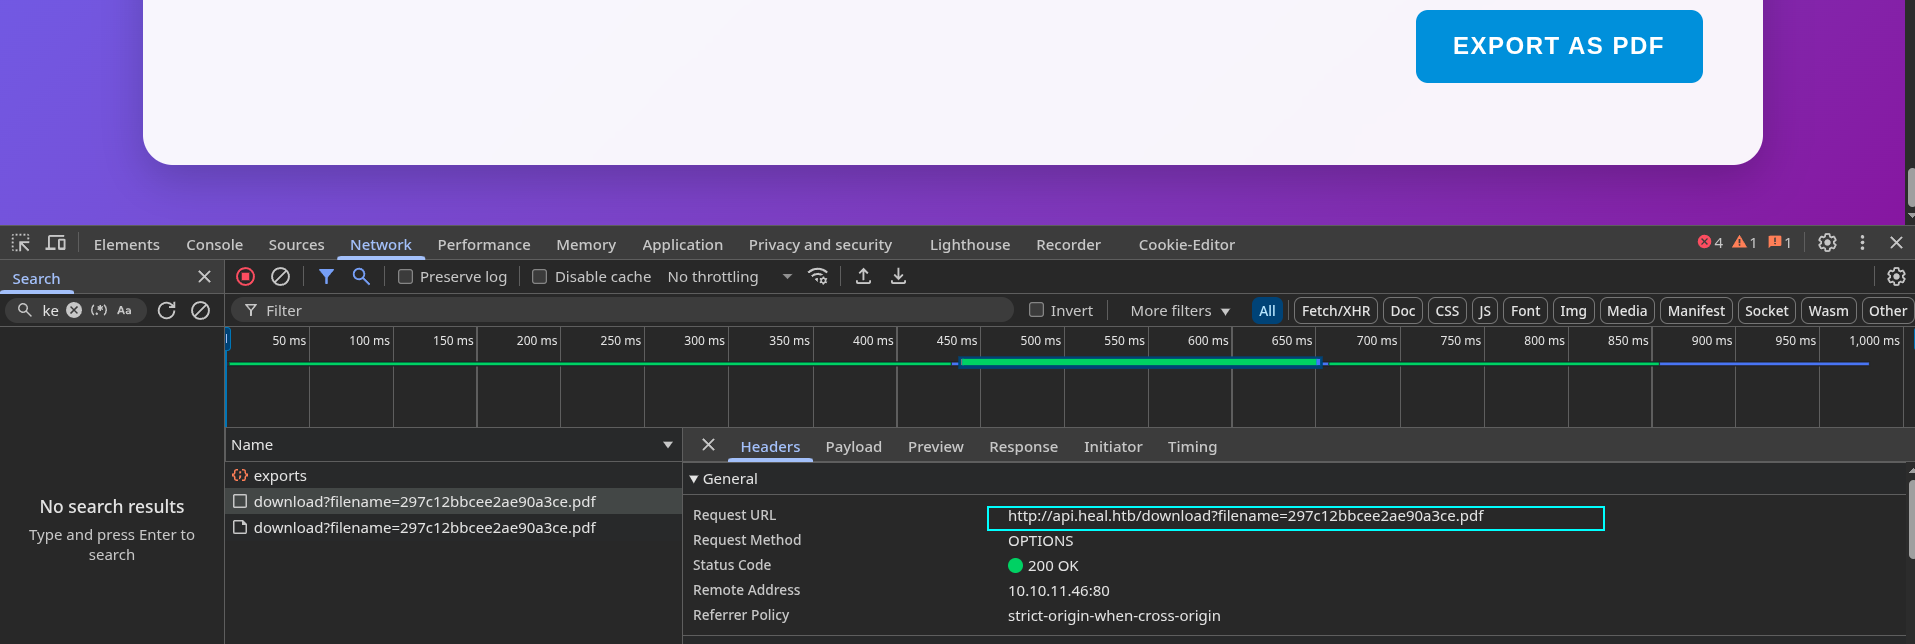 EXPORT AS PDF
Elements Console Sources Network Performance Memory Application Privacy and security Lighthouse Recorder Cookie-Editor 4 1 1
Search Preserve log Disable cache No throttling
ke (.*) Aa Filter Invert More filters All Fetch/XHR Doc CSS JS Font Img Media Manifest Socket Wasm Other
50 ms 100 ms 150 ms 200 ms 250 ms 300 ms 350 ms 400 ms 450 ms 500 ms 550 ms 600 ms 650 ms 700 ms 750 ms 800 ms 850 ms 900 ms 950 ms 1,000 ms
No search results
Type and press Enter to
search
Name
exports
download?filename=297c12bbcee2ae90a3ce.pdf
download?filename=297c12bbcee2ae90a3ce.pdf
Headers Payload Preview Response Initiator Timing
General
Request URL http://api.heal.htb/download?filename=297c12bbcee2ae90a3ce.pdf
Request Method OPTIONS
Status Code 200 OK
Remote Address 10.10.11.46:80
Referrer Policy strict-origin-when-cross-origin